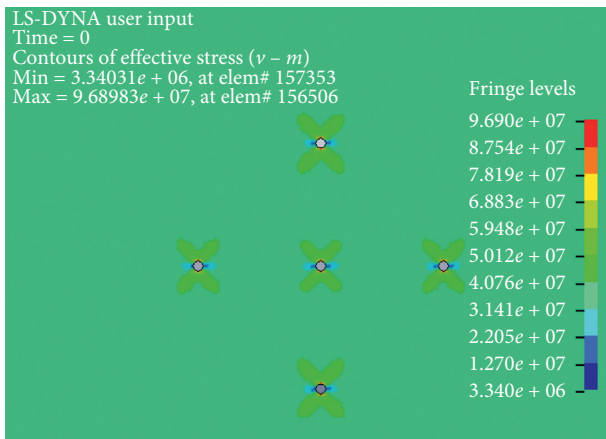 LS-DYNA user input
Time = 0
Contours of effective stress (v – m)
Min = 3.34031e + 06, at elem# 157353
Max = 9.68983e + 07, at elem# 156506
Fringe levels
9.690e + 07
8.754e + 07
7.819e + 07
6.883e + 07
5.948e + 07
5.012e + 07
4.076e + 07
3.141e + 07
2.205e + 07
1.270e + 07
3.340e + 06